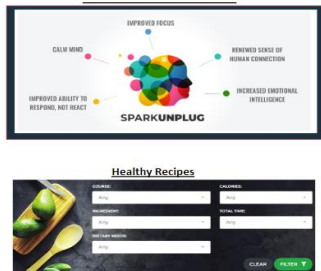 IMPROVED FOCUS
CALM MIND
RENEWED SENSE OF
HUMAN CONNECTION
IMPROVED ABILITY TO
RESPOND, NOT REACT
INCREASED EMOTIONAL
INTELLIGENCE
SPARKUNPLUG
Healthy Recipes
COURSE:
CALORIES:
Any
Any
INGREDIENT:
TOTAL TIME:
Any
Any
DIETARY NEEDS:
Any
CLEAR
FILTER